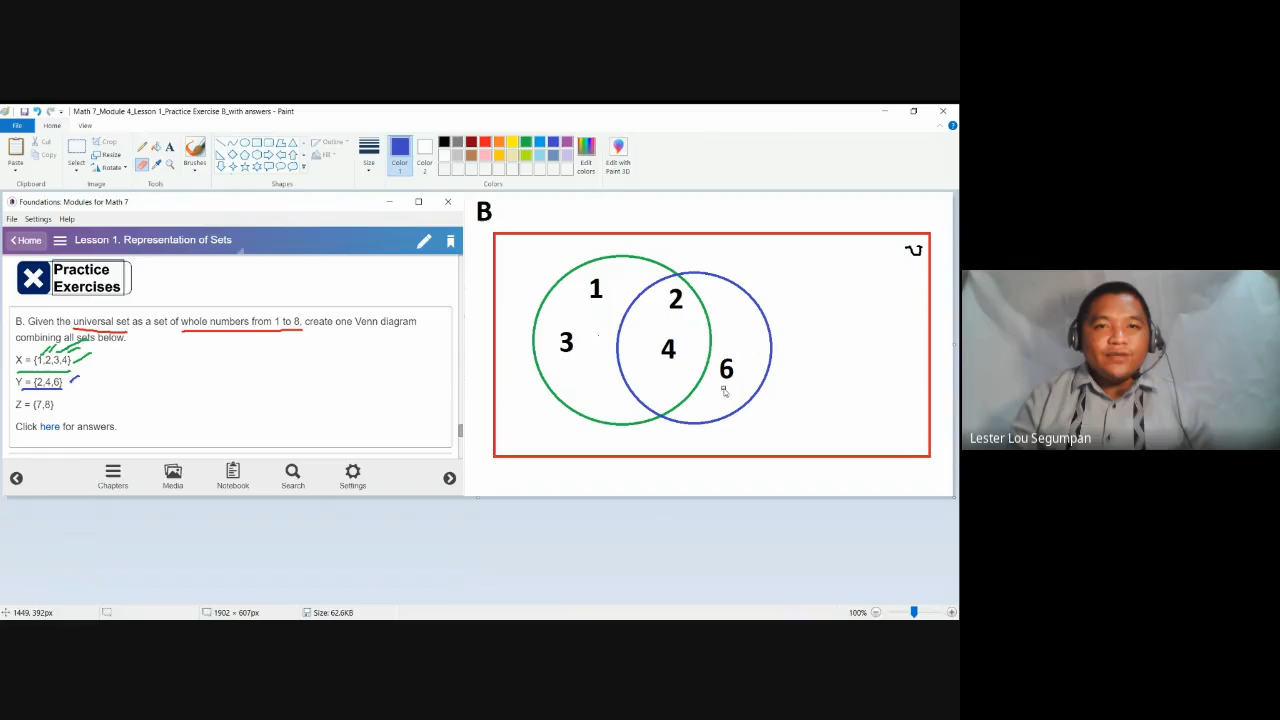 Math 7_Module 4_Lesson 1_Practice Exercise B_with answers - Paint
File
Home
View
Paste
Cut
Copy
Clipboard
Select
Crop
Resize
Rotate
Image
A
Tools
Brushes
Shapes
Outline
Fill
Size
Color 1
Color 2
Colors
Edit colors
Edit with Paint 3D
Foundations: Modules for Math 7
File Settings Help
Home
Lesson 1. Representation of Sets
Practice
Exercises
B. Given the universal set as a set of whole numbers from 1 to 8, create one Venn diagram
combining all sets below.
X = {1,2,3,4}
Y = {2,4,6}
Z = {7,8}
Click here for answers.
Chapters
Media
Notebook
Search
Settings
B
1
2
3
4
6
Lester Lou Segumpan
1449, 392px
1902 × 607px
Size: 62.6KB
100%